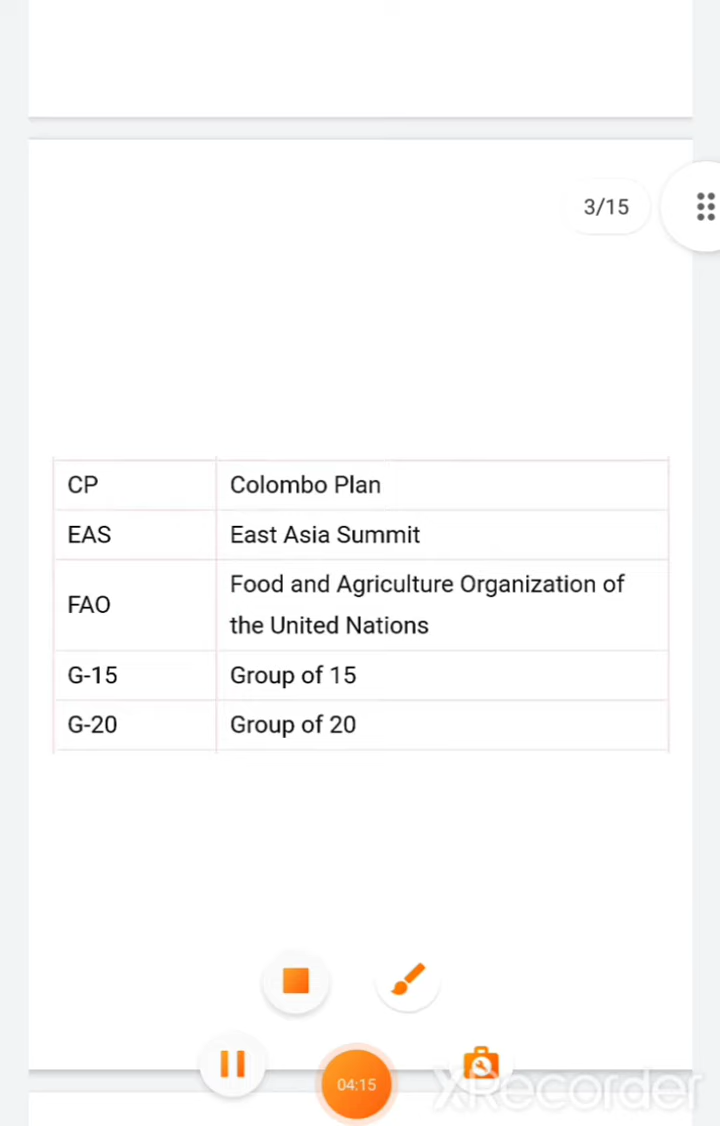 3/15
CP Colombo Plan
EAS East Asia Summit
FAO Food and Agriculture Organization of
the United Nations
G-15 Group of 15
G-20 Group of 20
04:15
XRecorder